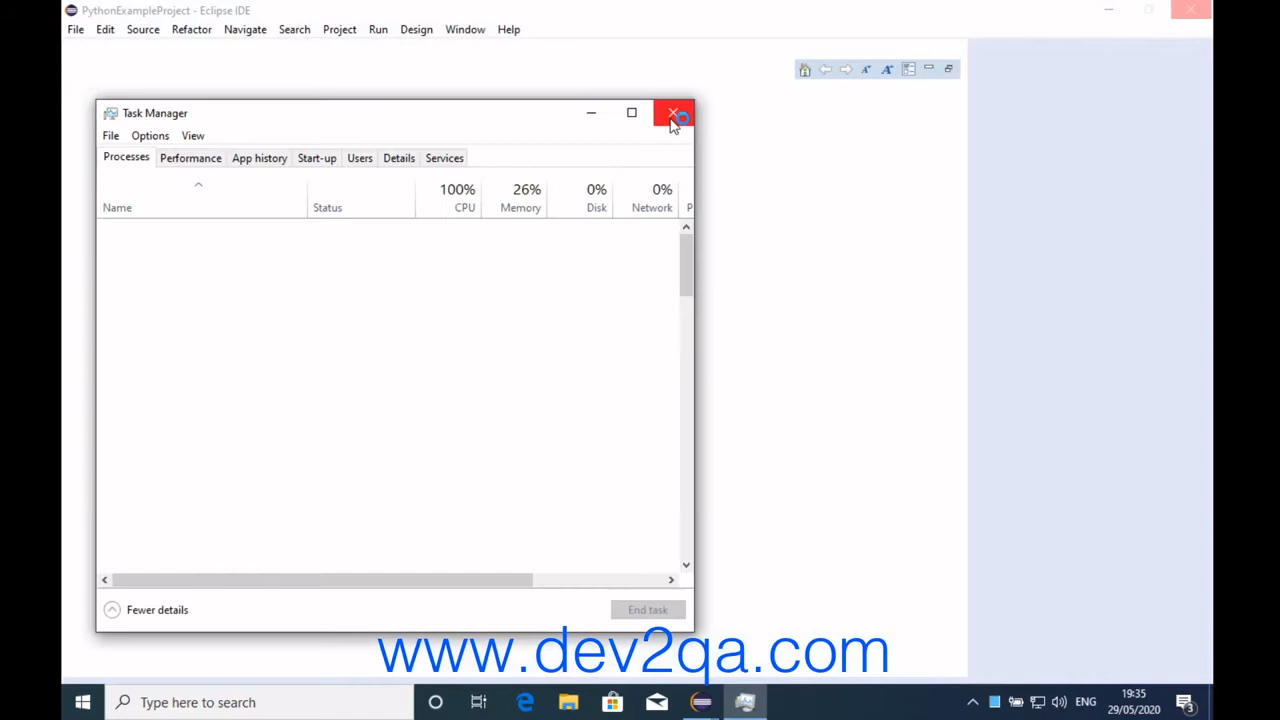 PythonExampleProject - Eclipse IDE
File Edit Source Refactor Navigate Search Project Run Design Window Help
Task Manager
File Options View
Processes Performance App history Start-up Users Details Services
100% 26% 0% 0%
Name Status CPU Memory Disk Network P
Fewer details End task
www.dev2qa.com
Type here to search
ENG
19:35
29/05/2020
3